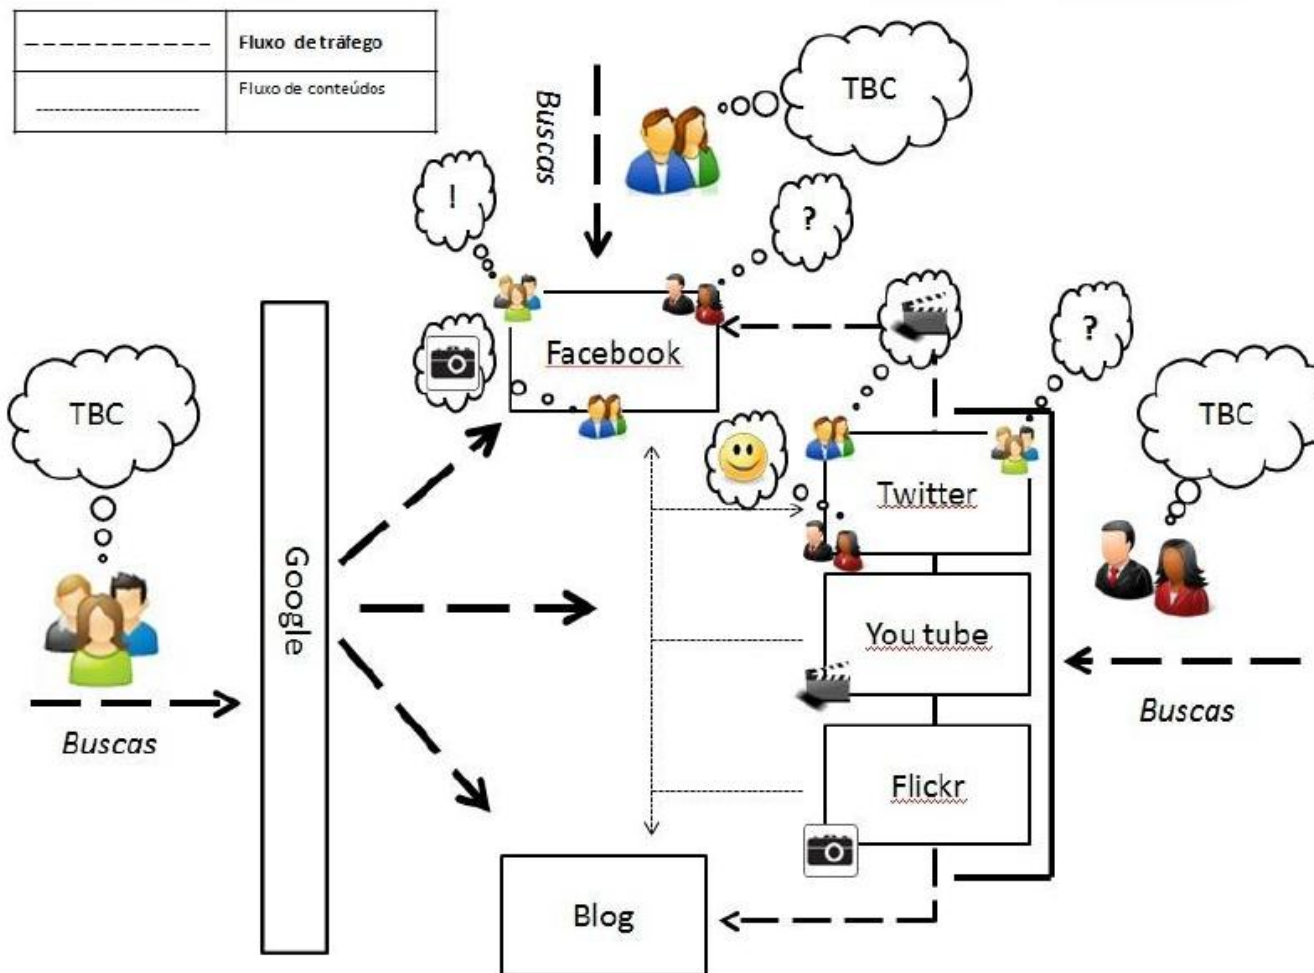 Fluxo de tráfego
Fluxo de conteúdos
Buscas
TBC
!
?
Facebook
?
TBC
TBC
Twitter
Google
You tube
Buscas
Buscas
Flickr
Blog